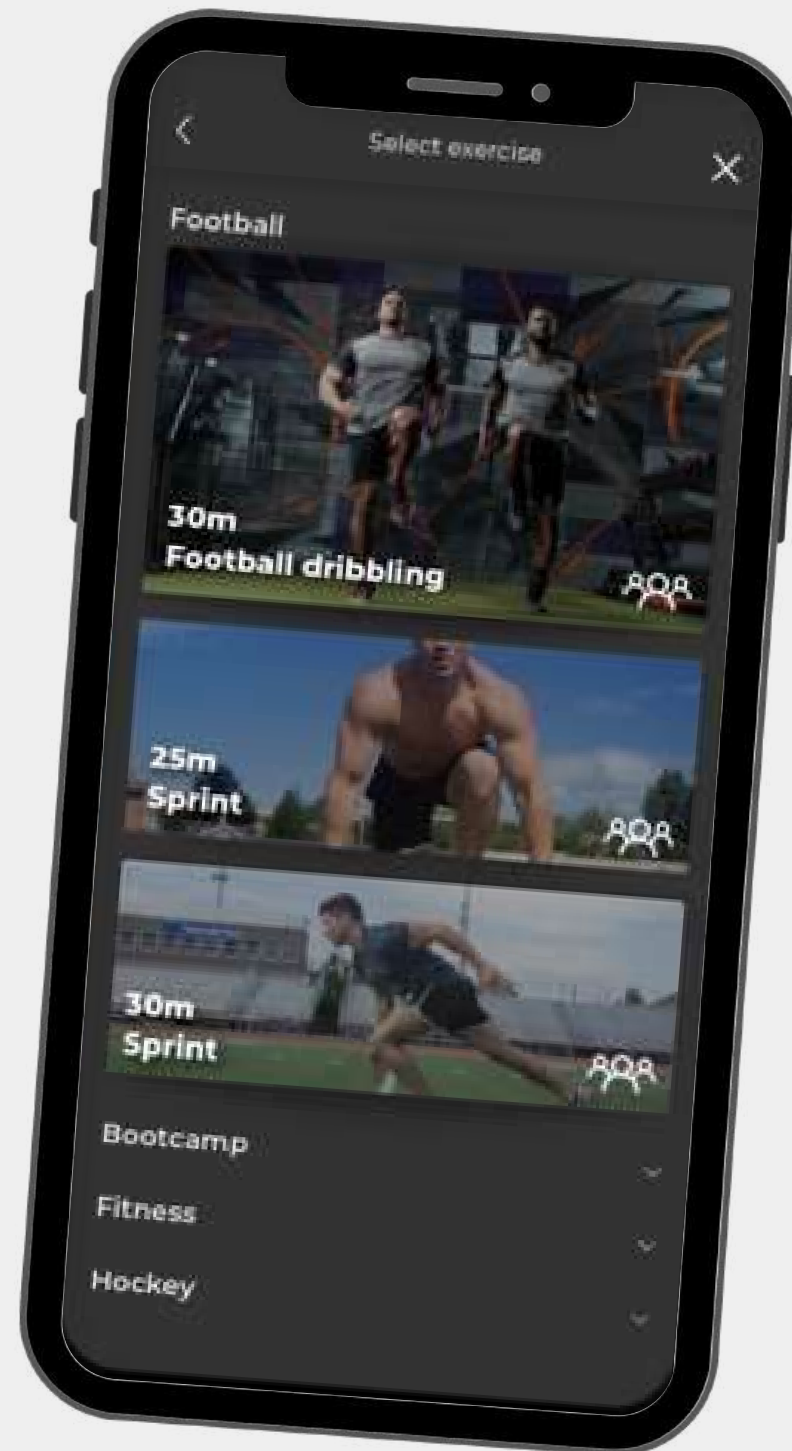 Select exercise
Football
30m
Football dribbling
25m
Sprint
30m
Sprint
Bootcamp
Fitness
Hockey